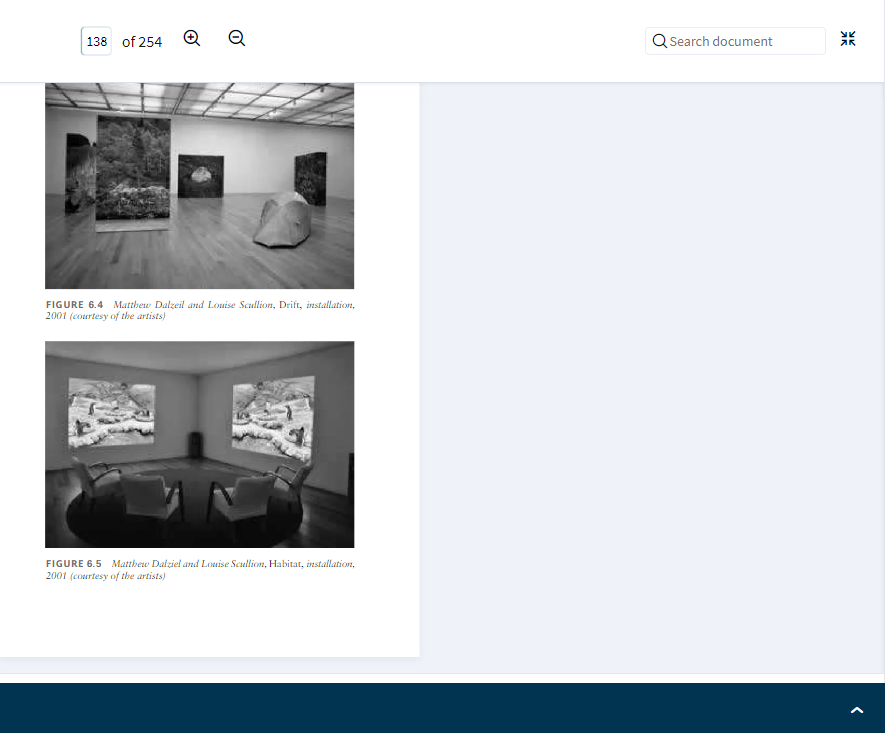 138 of 254 Search document
FIGURE 6.4 Matthew Dalzeil and Louise Scullion, Drift, installation,
2001 (courtesy of the artists)
FIGURE 6.5 Matthew Dalziel and Louise Scullion, Habitat, installation,
2001 (courtesy of the artists)